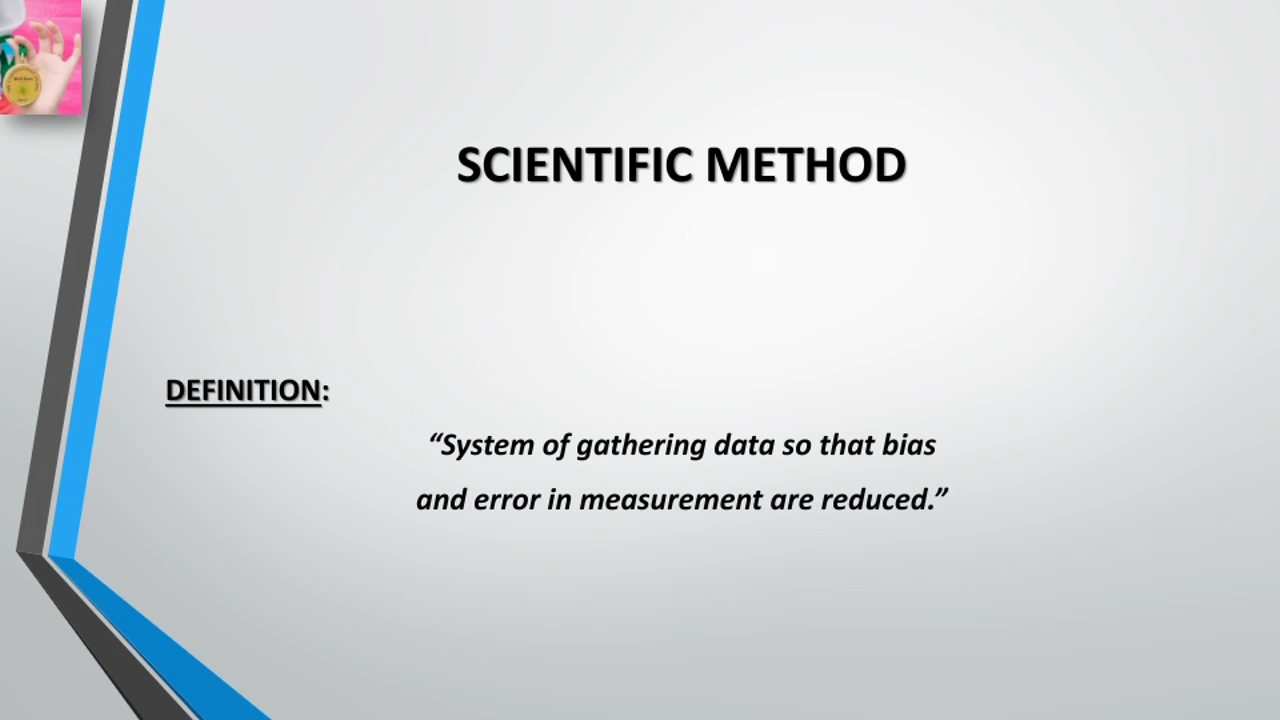 SCIENTIFIC METHOD
DEFINITION:
“System of gathering data so that bias
and error in measurement are reduced.”